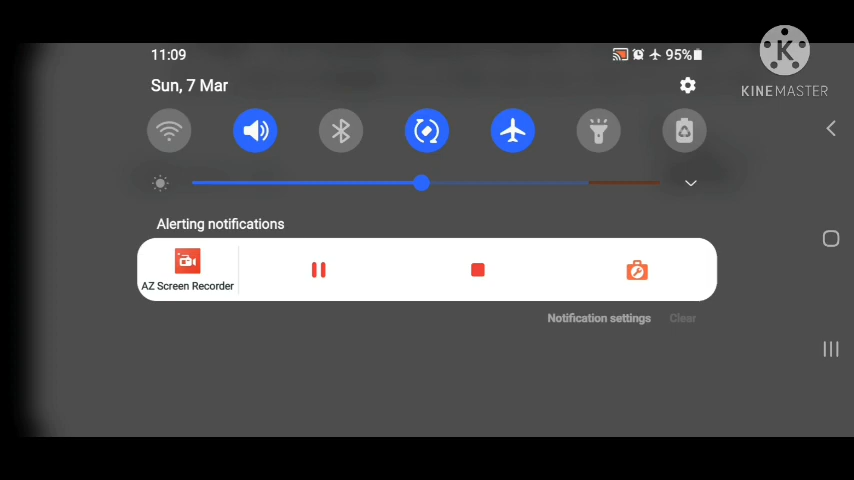 11:09
95%
Sun, 7 Mar
KINEMASTER
Alerting notifications
AZ Screen Recorder
Notification settings
Clear